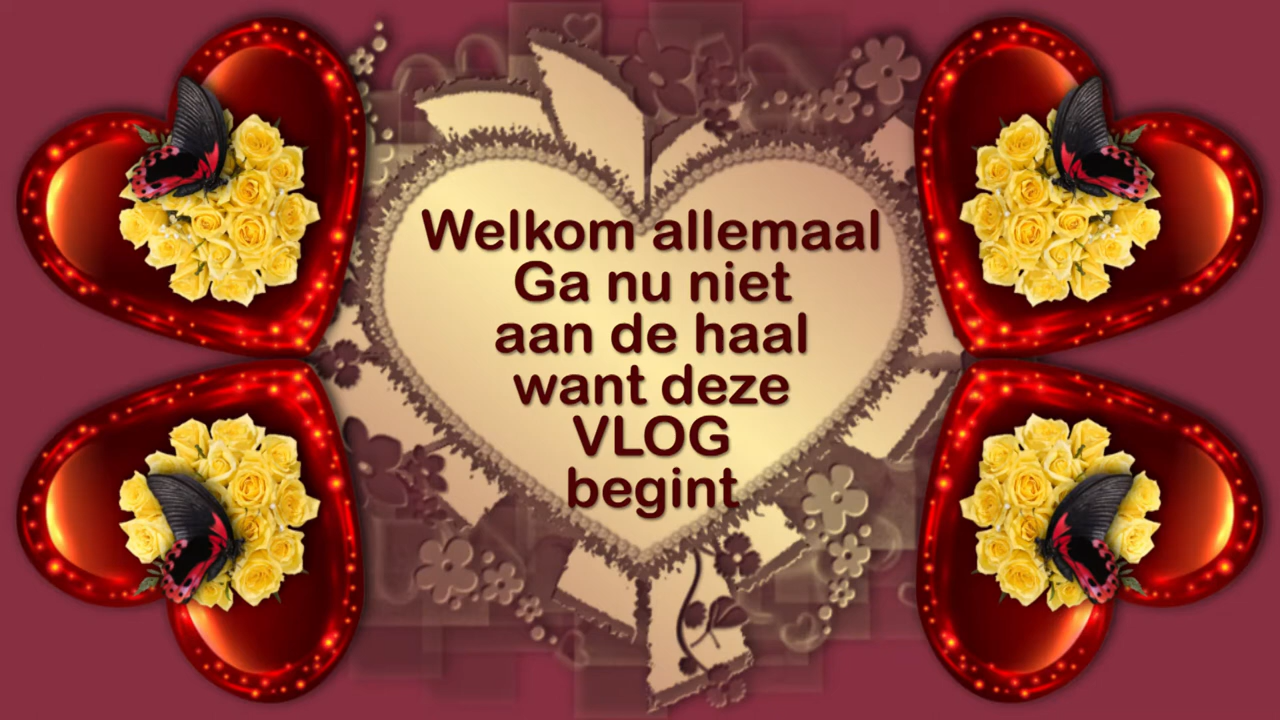 Welkom allemaal
Ga nu niet
aan de haal
want deze
VLOG
begint